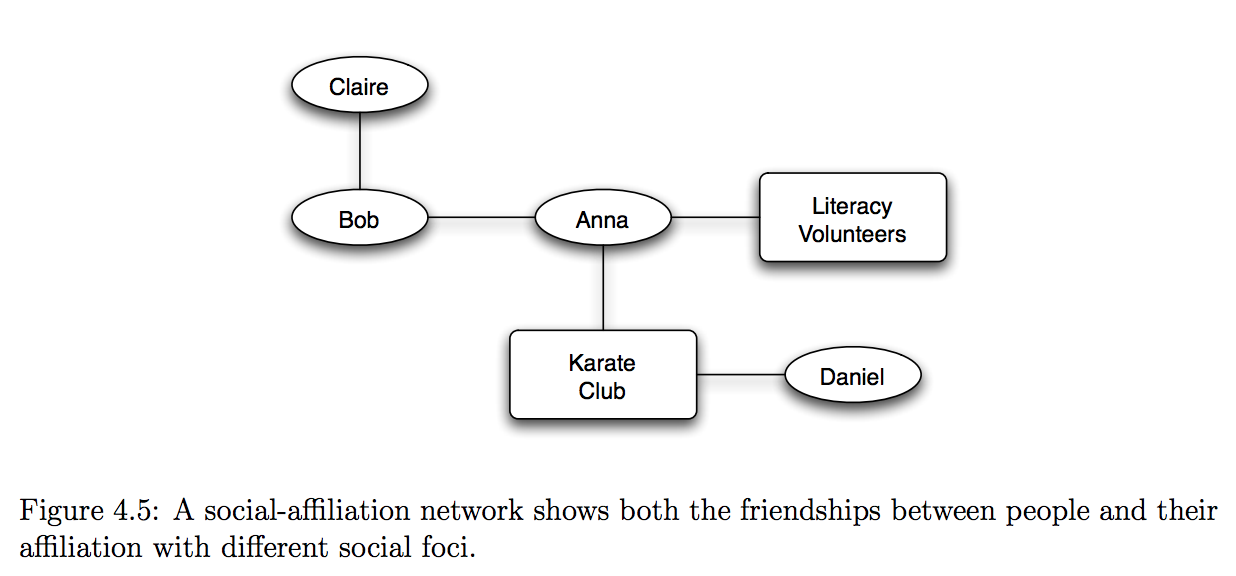 Claire
Bob
Anna
Literacy
Volunteers
Karate
Club
Daniel
Figure 4.5: A social-affiliation network shows both the friendships between people and their
affiliation with different social foci.